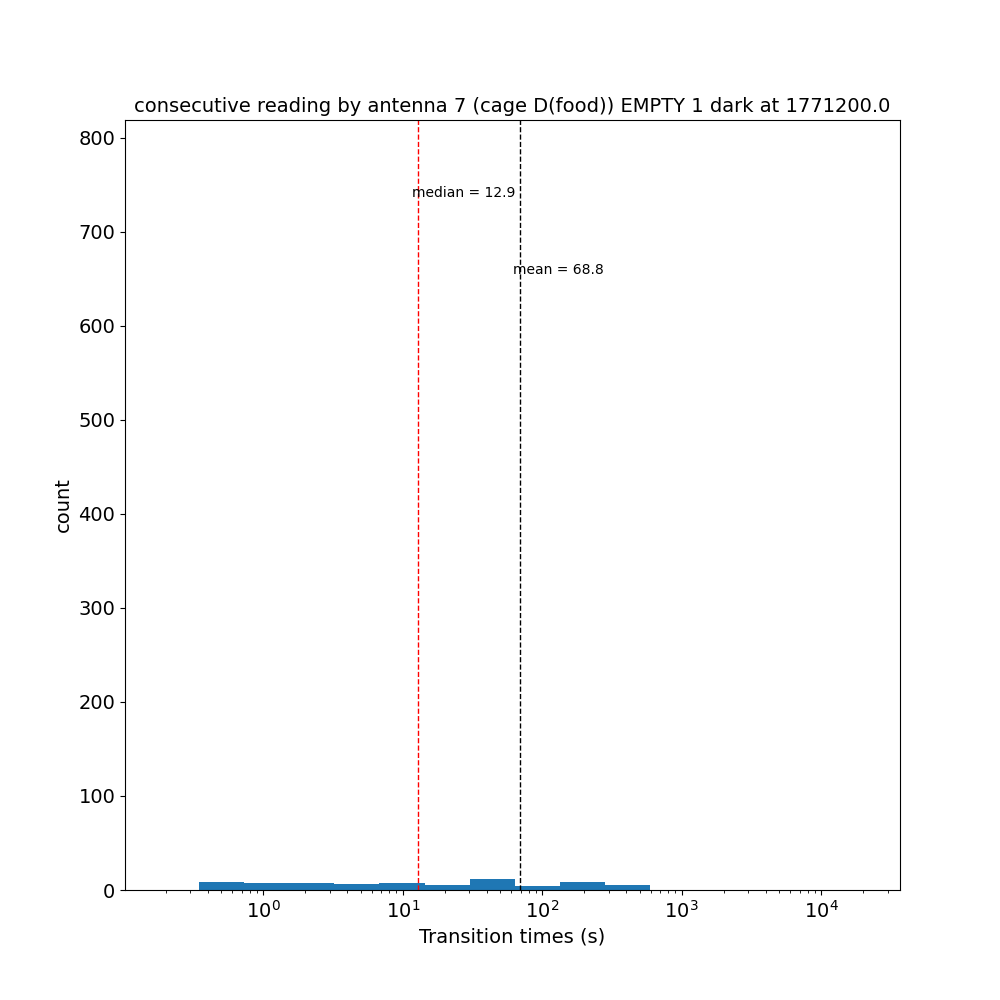 consecutive reading by antenna 7 (cage D(food)) EMPTY 1 dark at 1771200.0
800
median = 12.9
700
mean = 68.8
600
500
400
count
300
200
100
0
10⁰ 10¹ 10² 10³ 10⁴
Transition times (s)